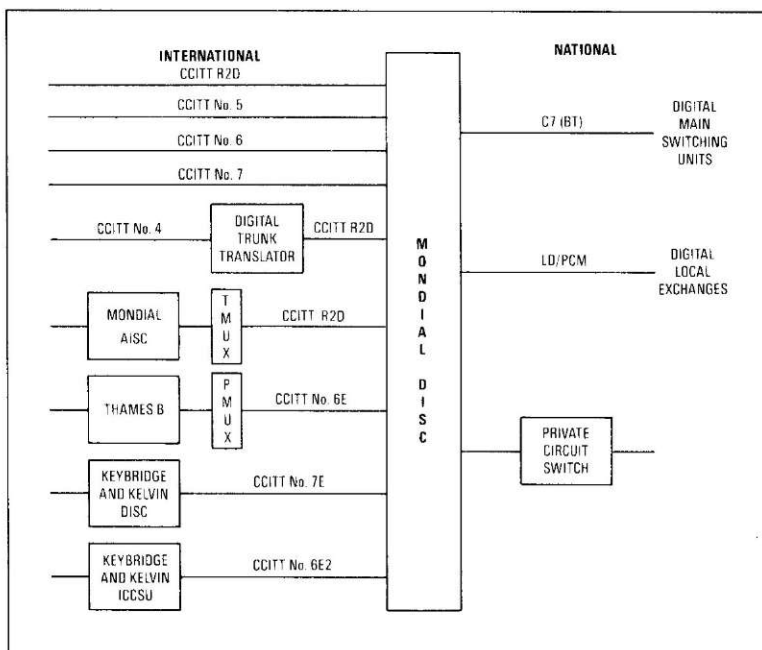 INTERNATIONAL
CCITT R2D
CCITT No. 5
CCITT No. 6
CCITT No. 7
CCITT No. 4
DIGITAL
TRUNK
TRANSLATOR
CCITT R2D
MONDIAL
AISC
TMUX
CCITT R2D
THAMES B
PMUX
CCITT No. 6E
KEYBRIDGE
AND KELVIN
DISC
CCITT No. 7E
KEYBRIDGE
AND KELVIN
ICCSU
CCITT No. 6E2
MONDIAL DISC
NATIONAL
C7 (BT)
DIGITAL
MAIN
SWITCHING
UNITS
LD/PCM
DIGITAL
LOCAL
EXCHANGES
PRIVATE
CIRCUIT
SWITCH